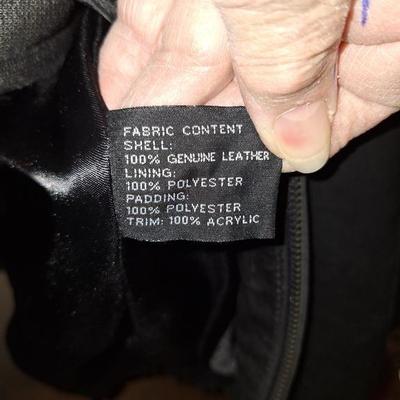 FABRIC CONTENT
SHELL:
100% GENUINE LEATHER
LINING:
100% POLYESTER
PADDING:
100% POLYESTER
TRIM: 100% ACRYLIC